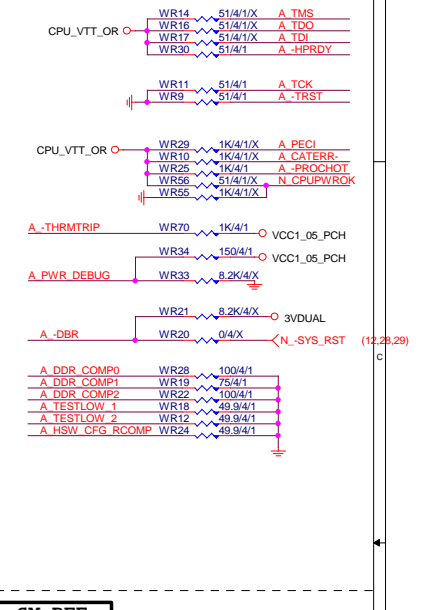 WR14 51/4/1/X A_TMS
CPU_VTT_OR WR16 51/4/1/X A_TDO
WR17 51/4/1/X A_TDI
WR30 51/4/1 A_-HPRDY
WR11 51/4/1 A_TCK
WR9 51/4/1 A_-TRST
CPU_VTT_OR WR29 1K/4/1/X A_PECI
WR10 1K/4/1/X A_CATERR-
WR25 1K/4/1 A_-PROCHOT
WR56 51/4/1/X N_CPUPWROK
WR55 1K/4/1/X
A_-THRMTRIP WR70 1K/4/1 VCC1_05_PCH
WR34 150/4/1 VCC1_05_PCH
A_PWR_DEBUG WR33 8.2K/4/X
WR21 8.2K/4/X 3VDUAL
A_-DBR WR20 0/4/X N_-SYS_RST (12,28,29)
C
A_DDR_COMP0 WR28 100/4/1
A_DDR_COMP1 WR19 75/4/1
A_DDR_COMP2 WR22 100/4/1
A_TESTLOW_1 WR18 49.9/4/1
A_TESTLOW_2 WR12 49.9/4/1
A_HSW_CFG_RCOMP WR24 49.9/4/1